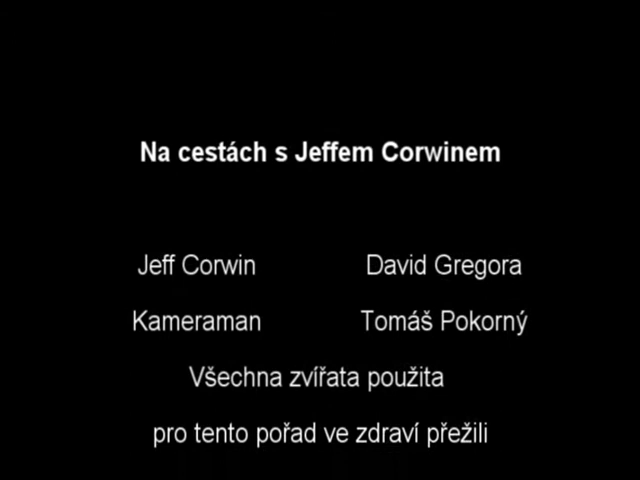 Na cestách s Jeffem Corwinem
Jeff Corwin David Gregora
Kameraman Tomáš Pokorný
Všechna zvířata použita
pro tento pořad ve zdraví přežili